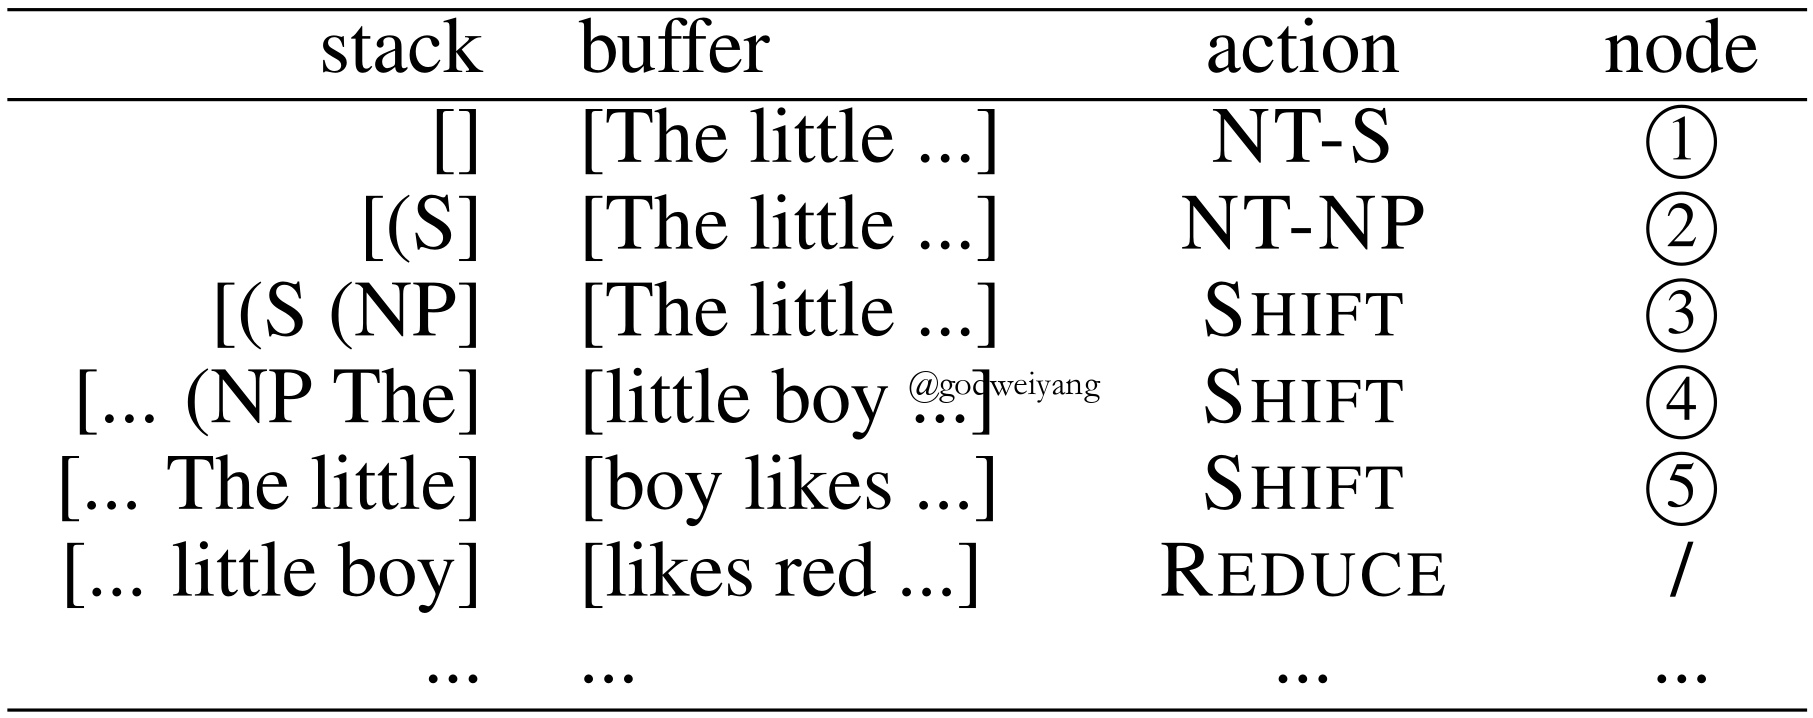 stack buffer action node
[] [The little ...] NT-S ①
[(S] [The little ...] NT-NP ②
[(S (NP] [The little ...] SHIFT ③
[... (NP The] [little boy ...] SHIFT ④
@godweiyang
[... The little] [boy likes ...] SHIFT ⑤
[... little boy] [likes red ...] REDUCE /
... ... ... ...